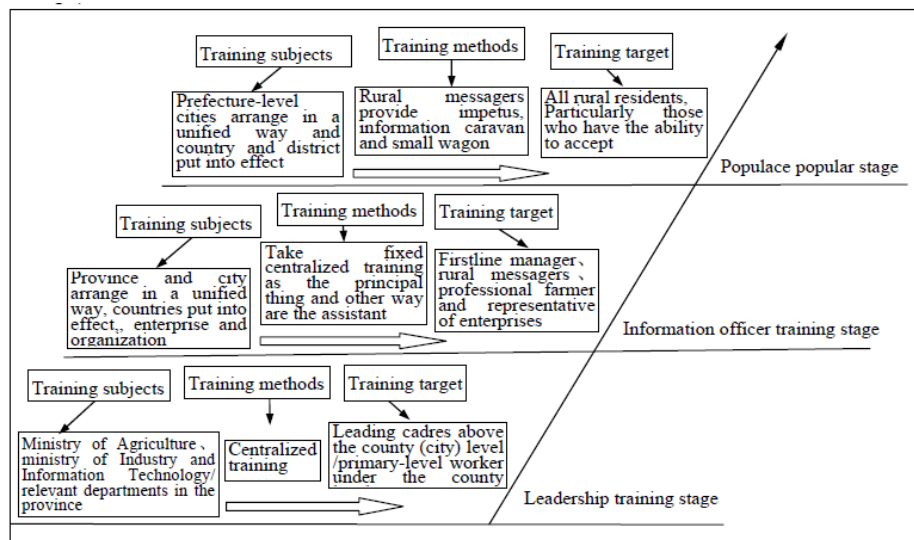 Training subjects
Training methods
Training target
Prefecture-level
cities arrange in a
unified way and
country and district
put into effect
Rural messagers
provide impetus,
information caravan
and small wagon
All rural residents,
Particularly those
who have the ability
to accept
Populace popular stage
Training subjects
Training methods
Training target
Province and city
arrange in a unified
way, countries put into
effect,, enterprise and
organization
Take fixed
centralized training
as the principal
thing and other way
are the assistant
Firstline manager、
rural messagers 、
professional farmer
and representative
of enterprises
Information officer training stage
Training subjects
Training methods
Training target
Ministry of Agriculture、
ministry of Industry and
Information Technology/
relevant departments in the
province
Centralized
training
Leading cadres above
the county (city) level
/primary-level worker
under the county
Leadership training stage